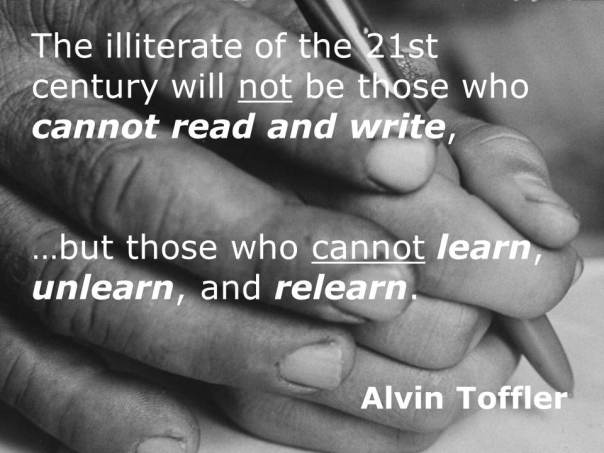 The illiterate of the 21st
century will not be those who
cannot read and write,
…but those who cannot learn,
unlearn, and relearn.
Alvin Toffler